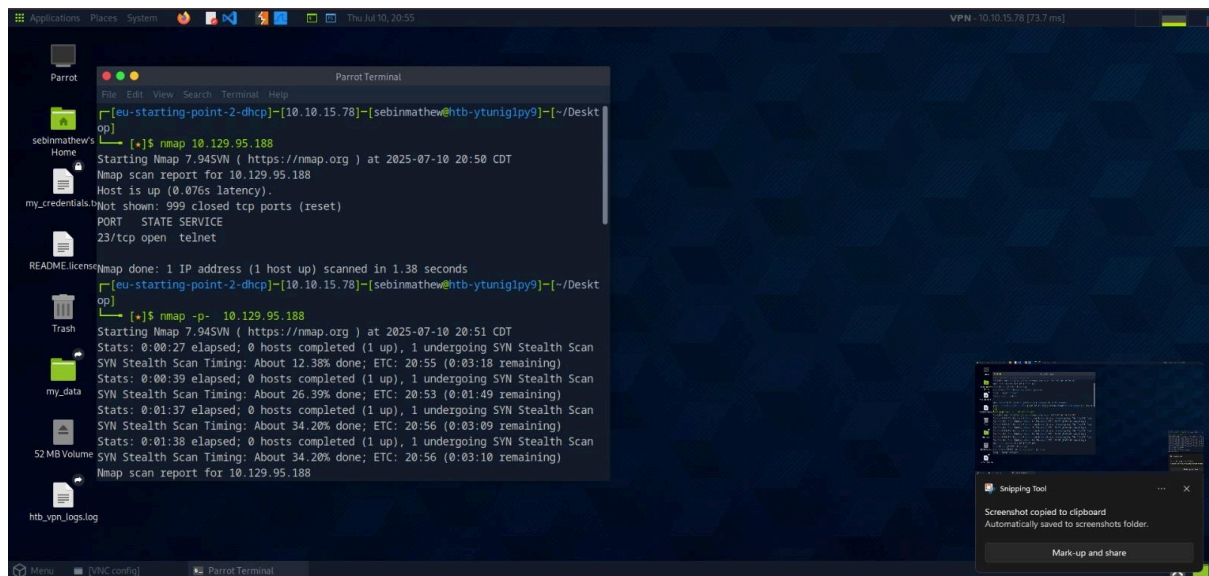 Applications Places System Thu Jul 10, 20:55 VPN - 10.10.15.78 [73.7 ms]
Parrot
sebinmathew's
Home
my_credentials.t
README.license
Trash
my_data
52 MB Volume
htb_vpn_logs.log
Parrot Terminal
File Edit View Search Terminal Help
┌─[eu-starting-point-2-dhcp]─[10.10.15.78]─[sebinmathew@htb-ytunig1py9]─[~/Deskt
op]
└──╼ [★]$ nmap 10.129.95.188
Starting Nmap 7.94SVN ( https://nmap.org ) at 2025-07-10 20:50 CDT
Nmap scan report for 10.129.95.188
Host is up (0.076s latency).
Not shown: 999 closed tcp ports (reset)
PORT STATE SERVICE
23/tcp open telnet
Nmap done: 1 IP address (1 host up) scanned in 1.38 seconds
┌─[eu-starting-point-2-dhcp]─[10.10.15.78]─[sebinmathew@htb-ytunig1py9]─[~/Deskt
op]
└──╼ [★]$ nmap -p- 10.129.95.188
Starting Nmap 7.94SVN ( https://nmap.org ) at 2025-07-10 20:51 CDT
Stats: 0:00:27 elapsed; 0 hosts completed (1 up), 1 undergoing SYN Stealth Scan
SYN Stealth Scan Timing: About 12.38% done; ETC: 20:55 (0:03:18 remaining)
Stats: 0:00:39 elapsed; 0 hosts completed (1 up), 1 undergoing SYN Stealth Scan
SYN Stealth Scan Timing: About 26.39% done; ETC: 20:53 (0:01:49 remaining)
Stats: 0:01:37 elapsed; 0 hosts completed (1 up), 1 undergoing SYN Stealth Scan
SYN Stealth Scan Timing: About 34.20% done; ETC: 20:56 (0:03:09 remaining)
Stats: 0:01:38 elapsed; 0 hosts completed (1 up), 1 undergoing SYN Stealth Scan
SYN Stealth Scan Timing: About 34.20% done; ETC: 20:56 (0:03:10 remaining)
Nmap scan report for 10.129.95.188
Snipping Tool
Screenshot copied to clipboard
Automatically saved to screenshots folder.
Mark-up and share
Menu [VNC config] Parrot Terminal